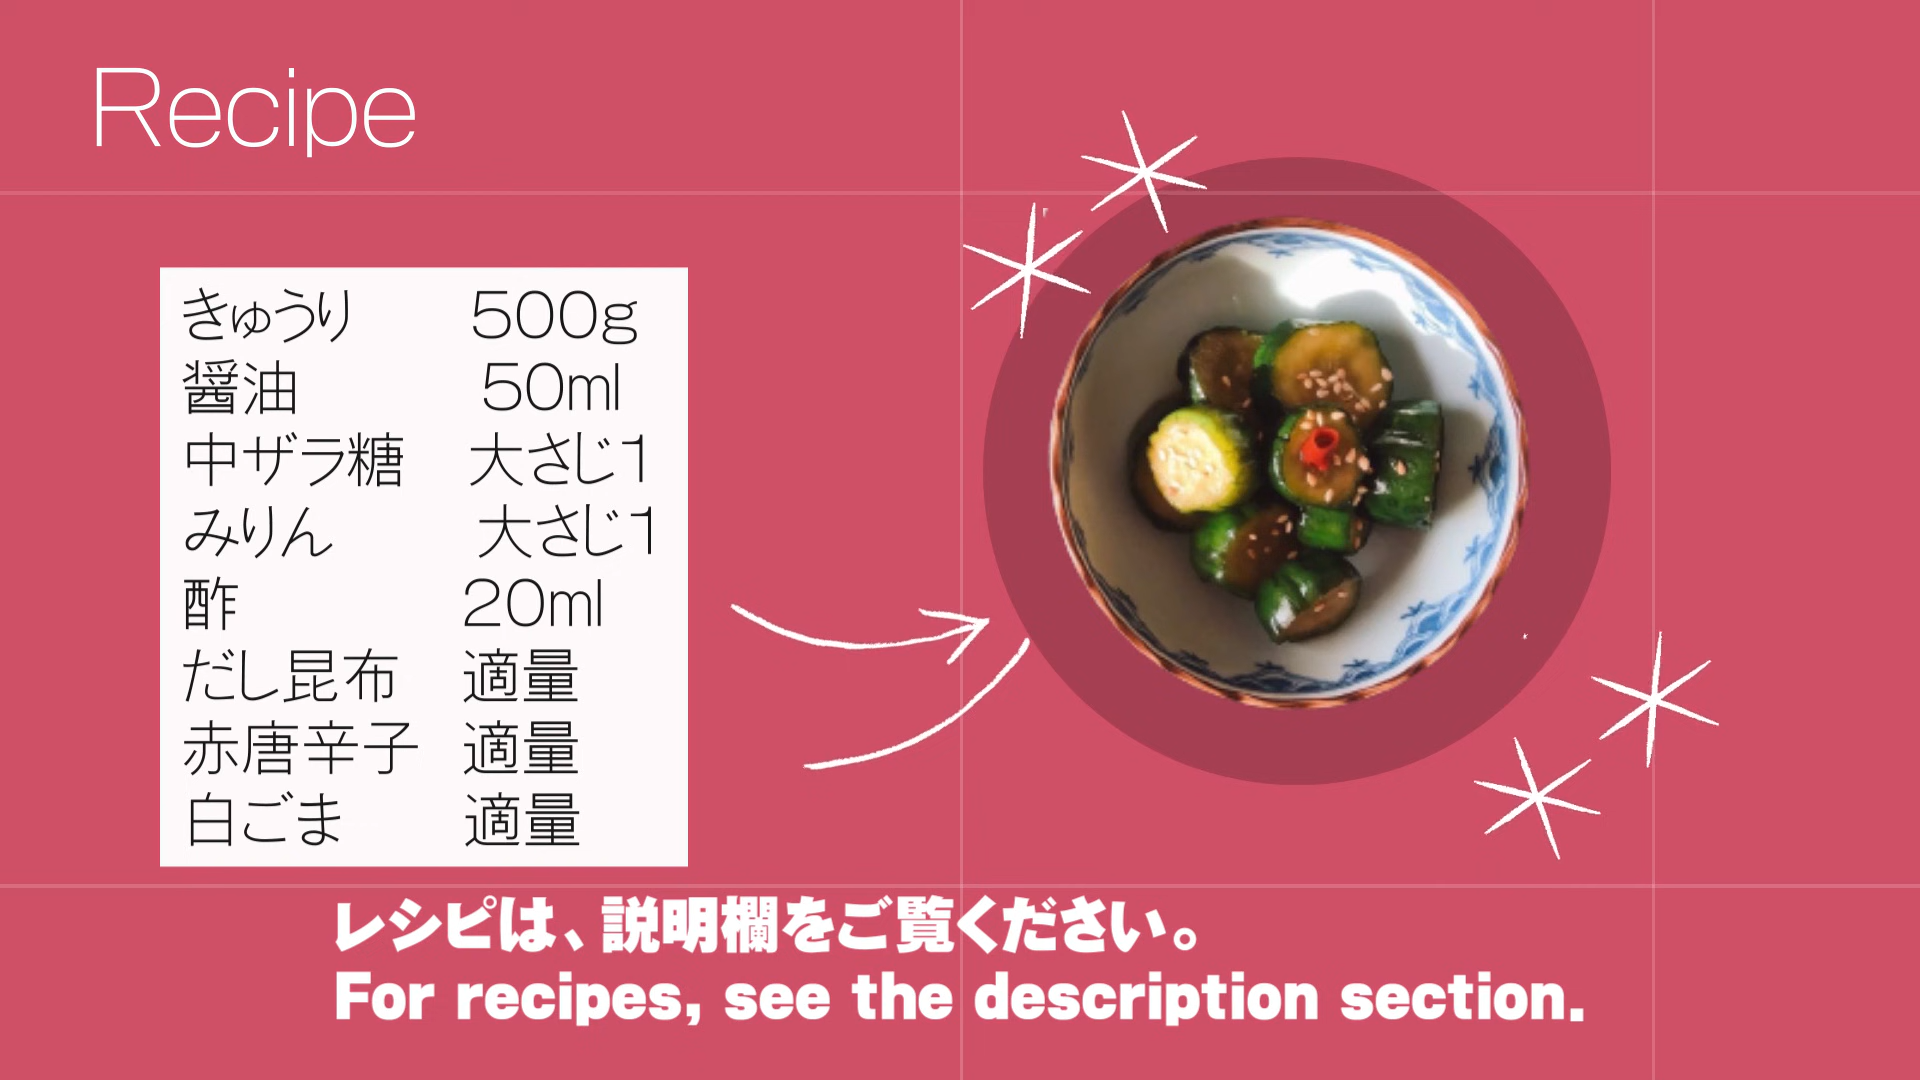 Recipe
きゅうり 500g
醤油 50ml
中ザラ糖 大さじ1
みりん 大さじ1
酢 20ml
だし昆布 適量
赤唐辛子 適量
白ごま 適量
レシピは、説明欄をご覧ください。
For recipes, see the description section.